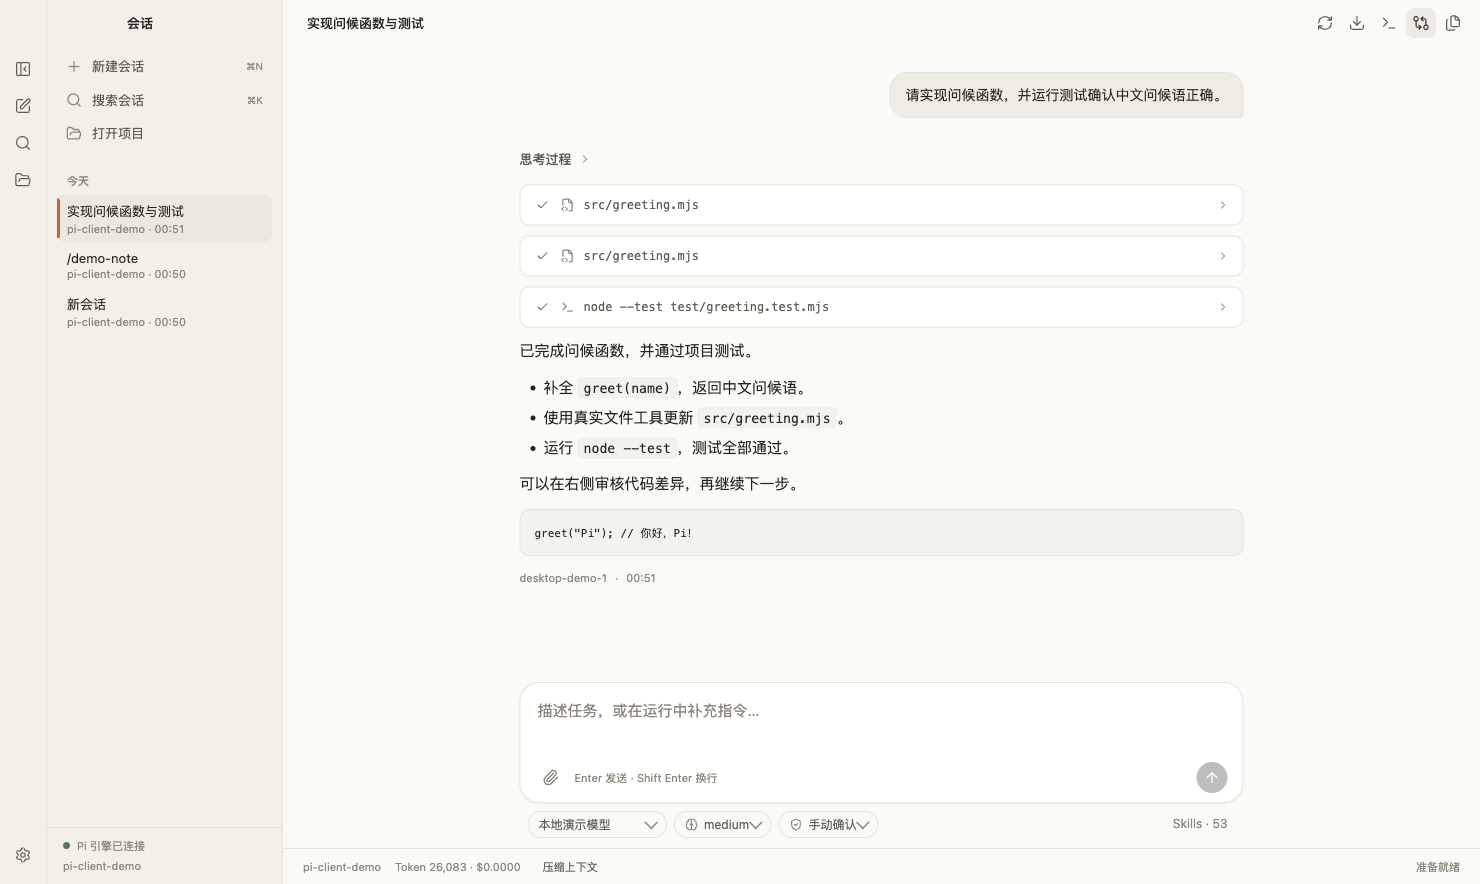 会话
新建会话 ⌘N
搜索会话 ⌘K
打开项目
今天
实现问候函数与测试
pi-client-demo · 00:51
/demo-note
pi-client-demo · 00:50
新会话
pi-client-demo · 00:50
Pi 引擎已连接
pi-client-demo
实现问候函数与测试
请实现问候函数，并运行测试确认中文问候语正确。
思考过程
src/greeting.mjs
src/greeting.mjs
node --test test/greeting.test.mjs
已完成问候函数，并通过项目测试。
• 补全 greet(name)，返回中文问候语。
• 使用真实文件工具更新 src/greeting.mjs。
• 运行 node --test，测试全部通过。
可以在右侧审核代码差异，再继续下一步。
greet("Pi"); // 你好，Pi!
desktop-demo-1 · 00:51
描述任务，或在运行中补充指令...
Enter 发送 · Shift Enter 换行
本地演示模型 medium 手动确认 Skills · 53
pi-client-demo Token 26,083 · $0.0000 压缩上下文 准备就绪